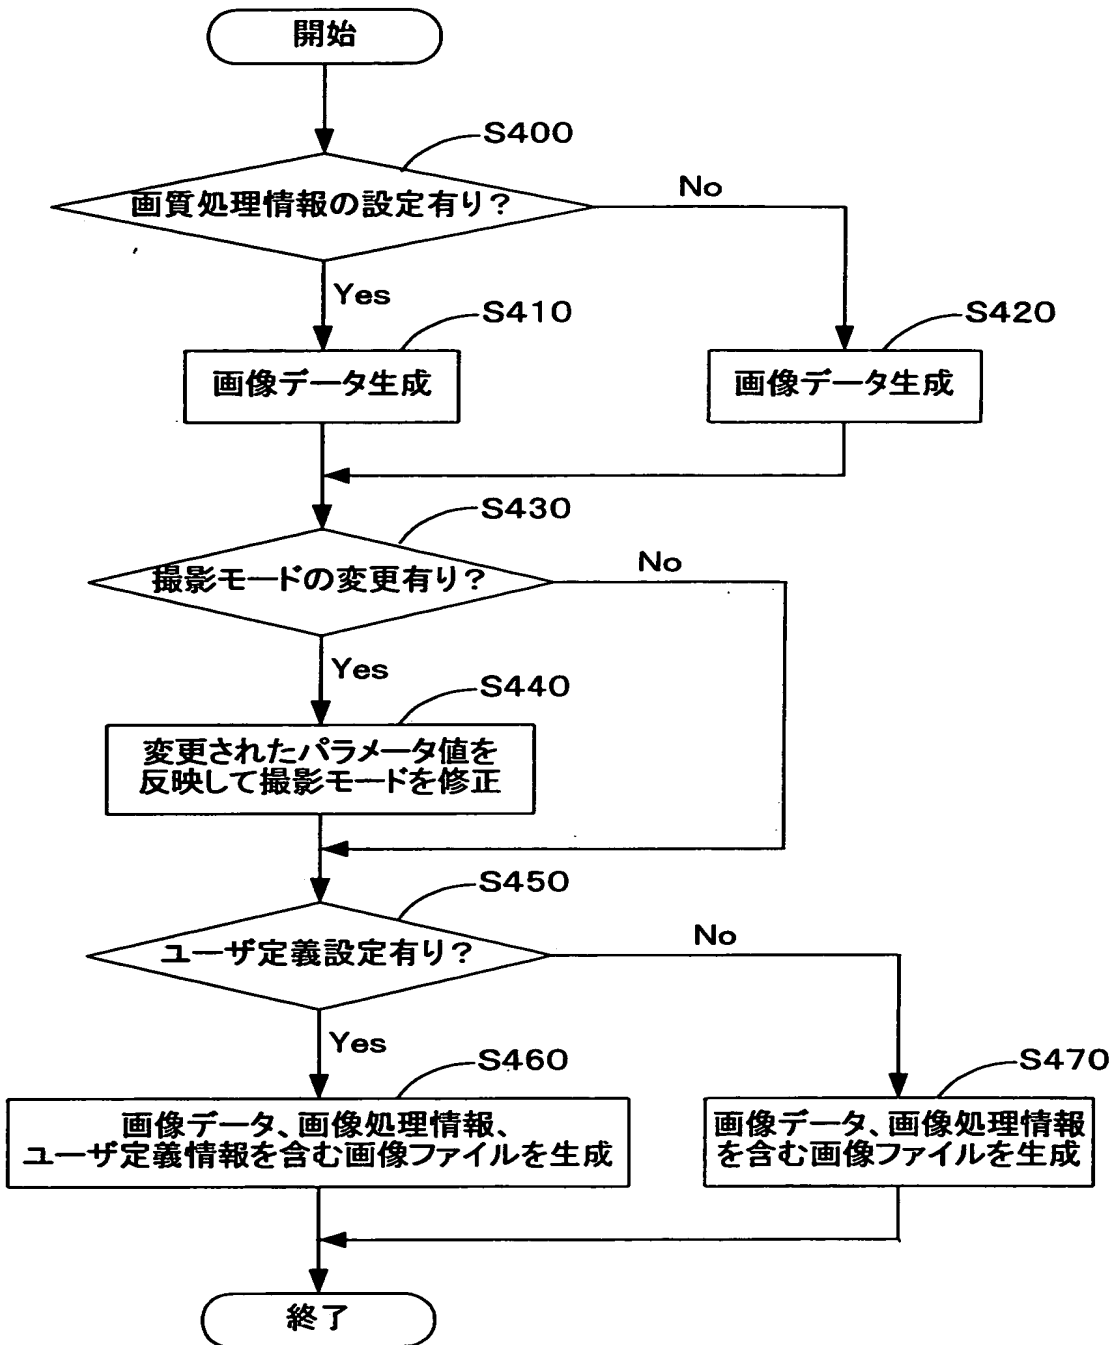 開始
S400
画質処理情報の設定有り?
No
Yes
S410
S420
画像データ生成
画像データ生成
S430
撮影モードの変更有り?
No
Yes
S440
変更されたパラメータ値を
反映して撮影モードを修正
S450
ユーザ定義設定有り?
No
Yes
S460
S470
画像データ、画像処理情報、
ユーザ定義情報を含む画像ファイルを生成
画像データ、画像処理情報
を含む画像ファイルを生成
終了